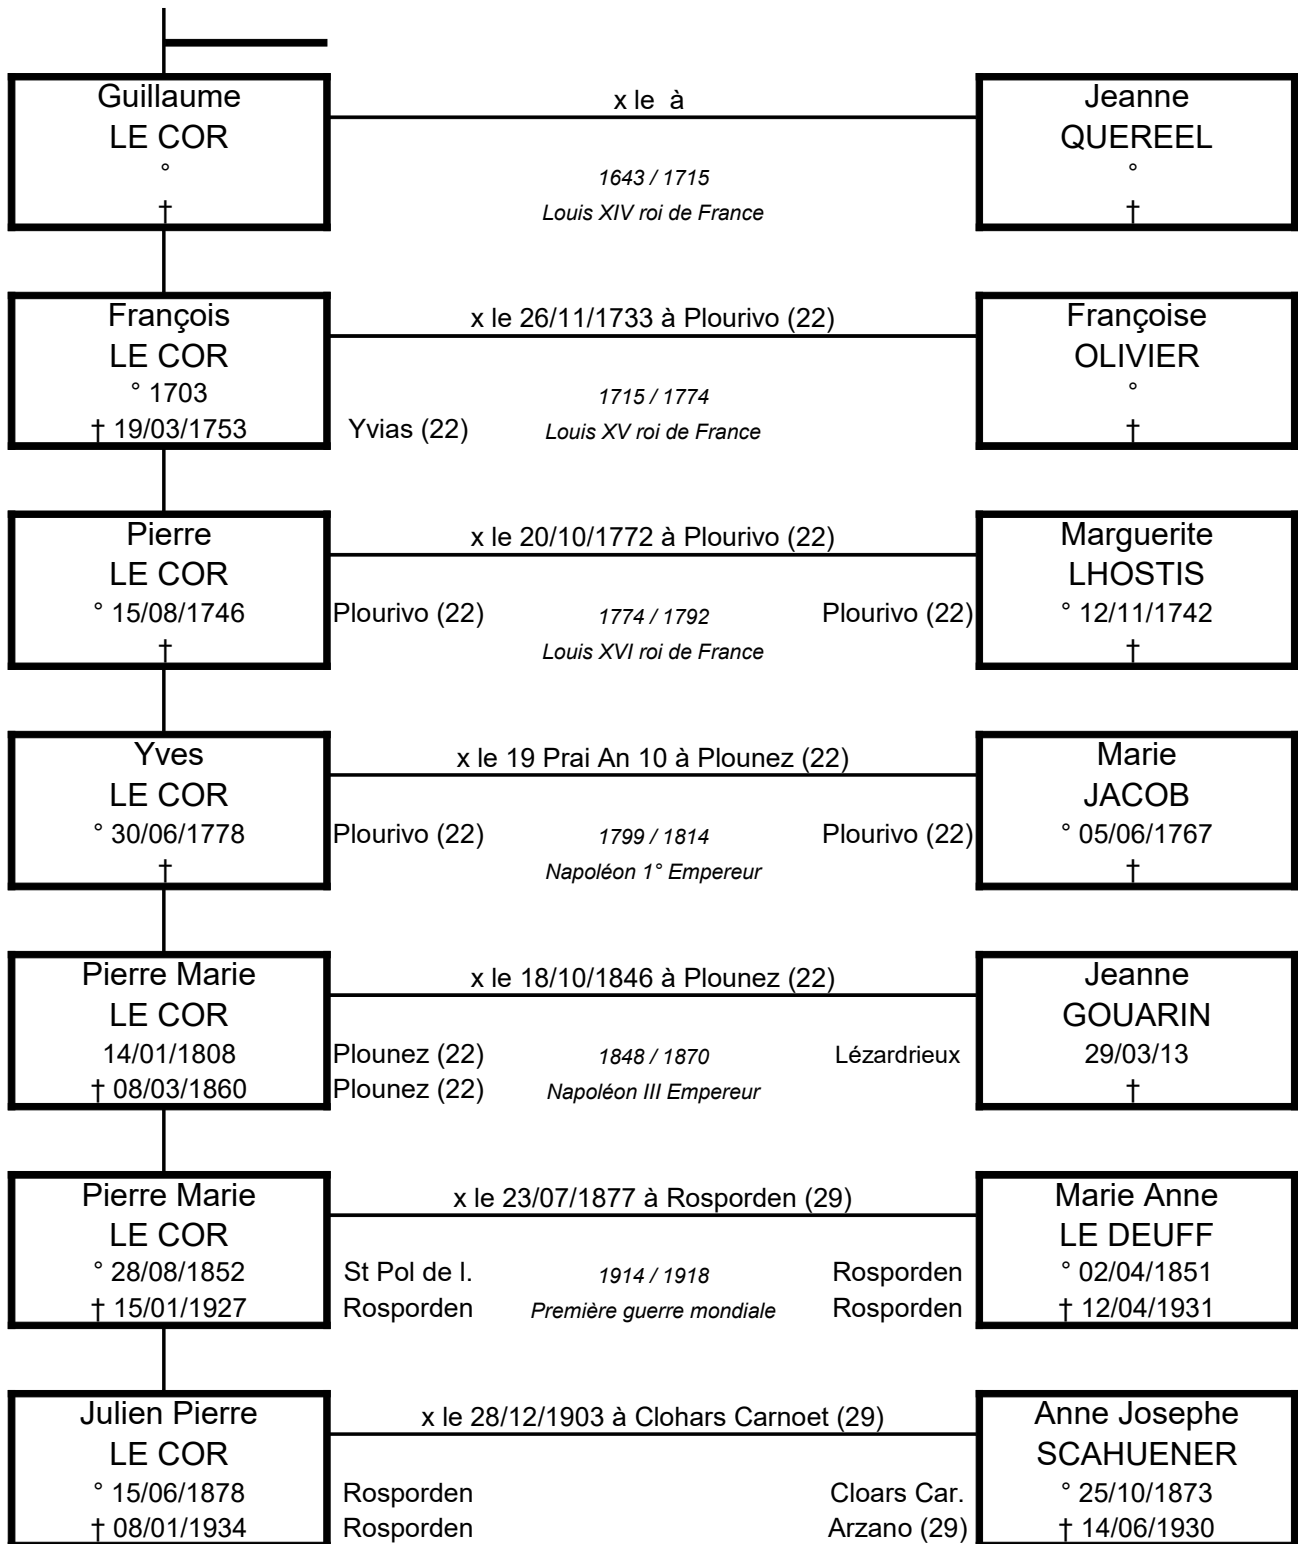 Guillaume x le  à Jeanne
LE COR QUEREEL
° 1643 / 1715 °
† Louis XIV roi de France †
François x le 26/11/1733 à Plourivo (22) Françoise
LE COR OLIVIER
° 1703 1715 / 1774 °
† 19/03/1753 Yvias (22) Louis XV roi de France †
Pierre x le 20/10/1772 à Plourivo (22) Marguerite
LE COR LHOSTIS
° 15/08/1746 Plourivo (22) 1774 / 1792 Plourivo (22) ° 12/11/1742
† Louis XVI roi de France †
Yves x le 19 Prai An 10 à Plounez (22) Marie
LE COR JACOB
° 30/06/1778 Plourivo (22) 1799 / 1814 Plourivo (22) ° 05/06/1767
† Napoléon 1° Empereur †
Pierre Marie x le 18/10/1846 à Plounez (22) Jeanne
LE COR GOUARIN
14/01/1808 Plounez (22) 1848 / 1870 Lézardrieux 29/03/13
† 08/03/1860 Plounez (22) Napoléon III Empereur †
Pierre Marie x le 23/07/1877 à Rosporden (29) Marie Anne
LE COR LE DEUFF
° 28/08/1852 St Pol de l. 1914 / 1918 Rosporden ° 02/04/1851
† 15/01/1927 Rosporden Première guerre mondiale Rosporden † 12/04/1931
Julien Pierre x le 28/12/1903 à Clohars Carnoet (29) Anne Josephe
LE COR SCAHUENER
° 15/06/1878 Rosporden Cloars Car. ° 25/10/1873
† 08/01/1934 Rosporden Arzano (29) † 14/06/1930